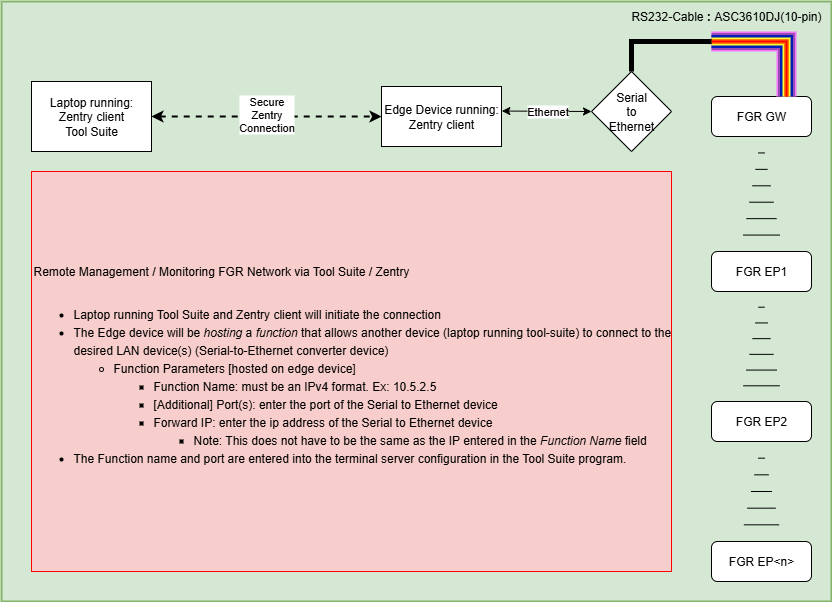 RS232-Cable : ASC3610DJ(10-pin)
Laptop running:
Zentry client
Tool Suite
Secure
Zentry
Connection
Edge Device running:
Zentry client
Ethernet
Serial
to
Ethernet
FGR GW
FGR EP1
FGR EP2
FGR EP<n>
Remote Management / Monitoring FGR Network via Tool Suite / Zentry
Laptop running Tool Suite and Zentry client will initiate the connection
The Edge device will be hosting a function that allows another device (laptop running tool-suite) to connect to the
desired LAN device(s) (Serial-to-Ethernet converter device)
Function Parameters [hosted on edge device]
Function Name: must be an IPv4 format. Ex: 10.5.2.5
[Additional] Port(s): enter the port of the Serial to Ethernet device
Forward IP: enter the ip address of the Serial to Ethernet device
Note: This does not have to be the same as the IP entered in the Function Name field
The Function name and port are entered into the terminal server configuration in the Tool Suite program.